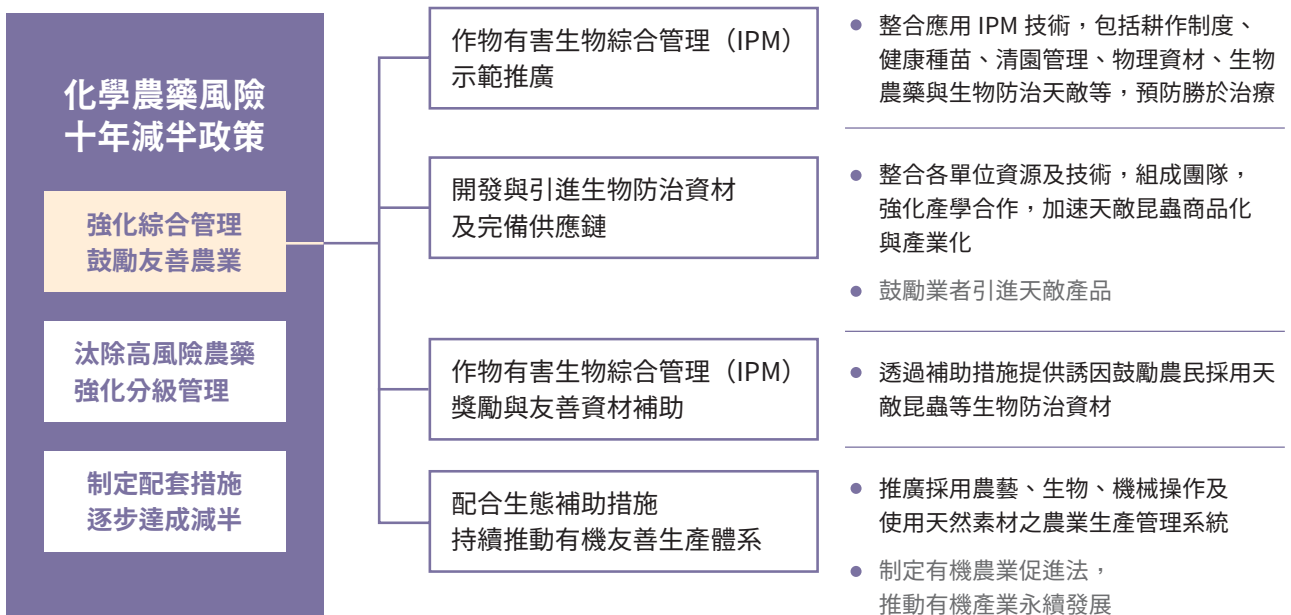 化學農藥風險
十年減半政策
強化綜合管理
鼓勵友善農業
汰除高風險農藥
強化分級管理
制定配套措施
逐步達成減半
作物有害生物綜合管理（IPM）
示範推廣
● 整合應用 IPM 技術，包括耕作制度、
健康種苗、清園管理、物理資材、生物
農藥與生物防治天敵等，預防勝於治療
開發與引進生物防治資材
及完備供應鏈
● 整合各單位資源及技術，組成團隊，
強化產學合作，加速天敵昆蟲商品化
與產業化
● 鼓勵業者引進天敵產品
作物有害生物綜合管理（IPM）
獎勵與友善資材補助
● 透過補助措施提供誘因鼓勵農民採用天
敵昆蟲等生物防治資材
配合生態補助措施
持續推動有機友善生產體系
● 推廣採用農藝、生物、機械操作及
使用天然素材之農業生產管理系統
● 制定有機農業促進法，
推動有機產業永續發展